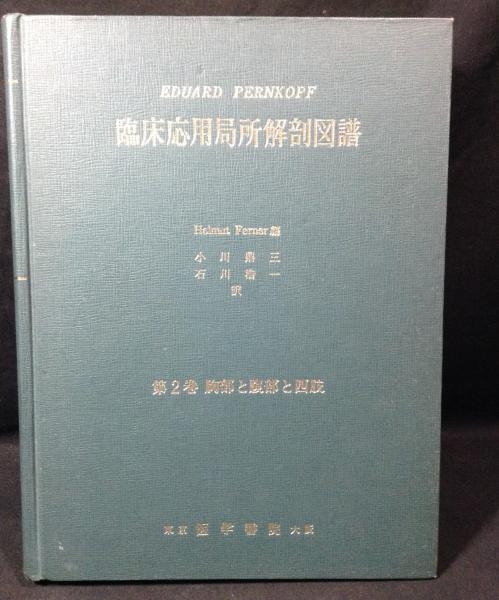 EDUARD PERNKOPF
臨床応用局所解剖図譜
Helmut Ferner 編
小川鼎三
石川浩一
訳
第2巻 胸部と腹部と四肢
東京 医学書院 大阪